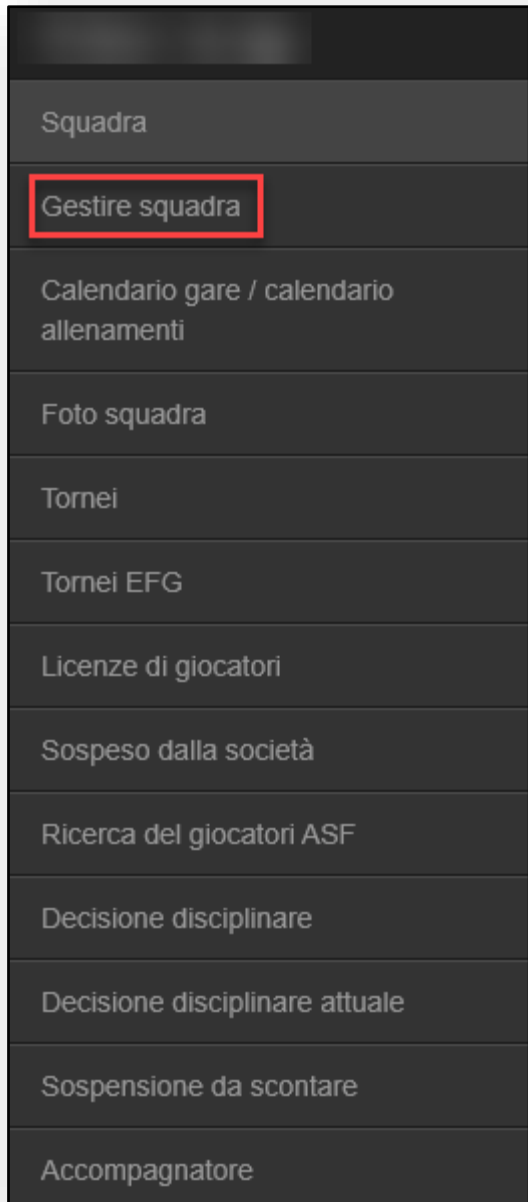 Squadra
Gestire squadra
Calendario gare / calendario
allenamenti
Foto squadra
Tornei
Tornei EFG
Licenze di giocatori
Sospeso dalla società
Ricerca del giocatori ASF
Decisione disciplinare
Decisione disciplinare attuale
Sospensione da scontare
Accompagnatore